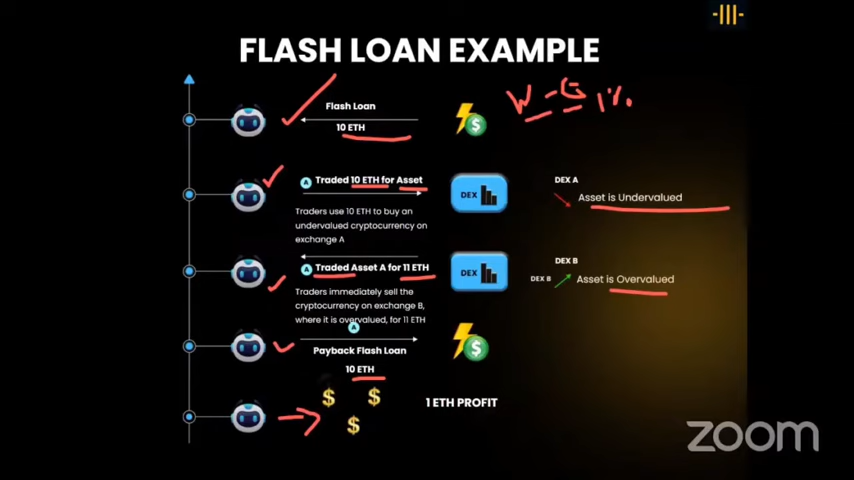 FLASH LOAN EXAMPLE
Flash Loan
10 ETH
W - G 1%
A Traded 10 ETH for Asset
DEX
Traders use 10 ETH to buy an
undervalued cryptocurrency on
exchange A
DEX A
Asset is Undervalued
A Traded Asset A for 11 ETH
DEX
Traders immediately sell the
cryptocurrency on exchange B,
where it is overvalued, for 11 ETH
DEX B
DEX B
Asset is Overvalued
A
Payback Flash Loan
10 ETH
1 ETH PROFIT
zoom